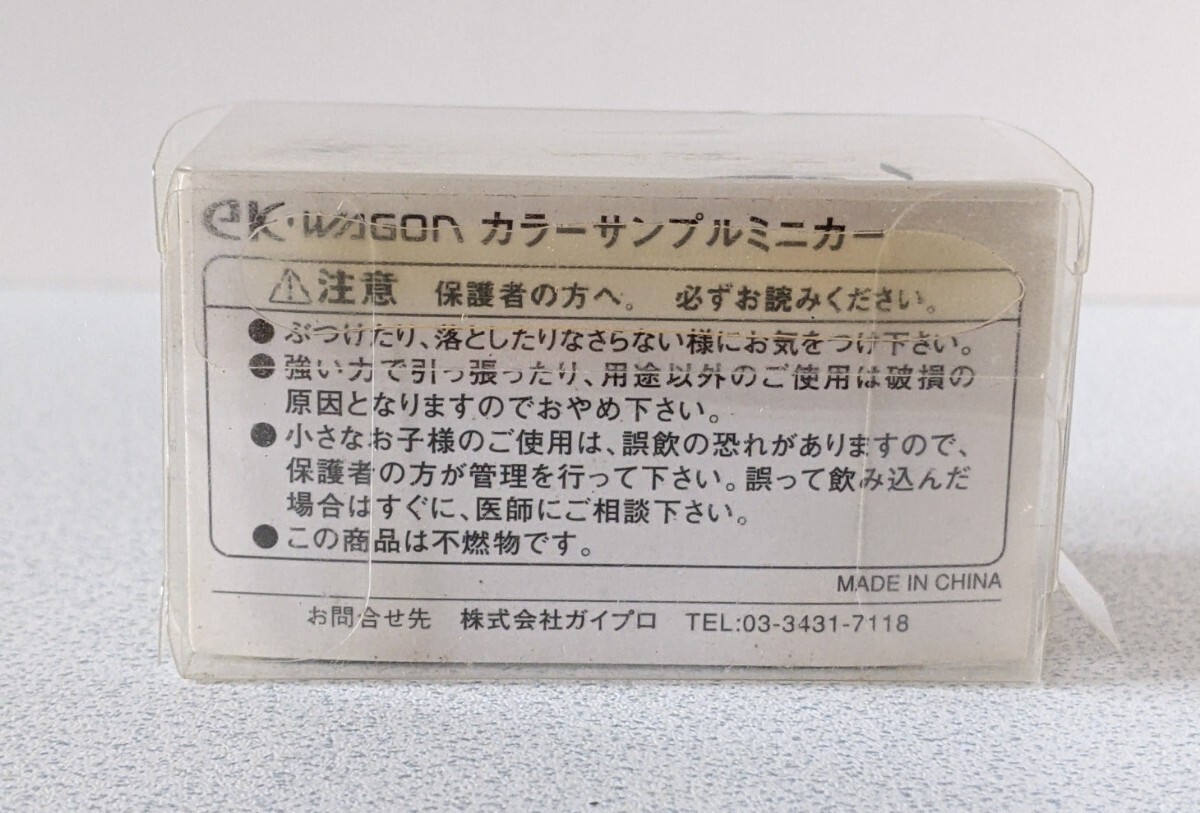 eK·WAGON カラーサンプルミニカー
⚠注意 保護者の方へ。 必ずお読みください。
●ぶつけたり、落としたりなさらない様にお気をつけ下さい。
●強い力で引っ張ったり、用途以外のご使用は破損の
原因となりますのでおやめ下さい。
●小さなお子様のご使用は、誤飲の恐れがありますので、
保護者の方が管理を行って下さい。誤って飲み込んだ
場合はすぐに、医師にご相談下さい。
●この商品は不燃物です。
MADE IN CHINA
お問合せ先 株式会社ガイプロ TEL:03-3431-7118